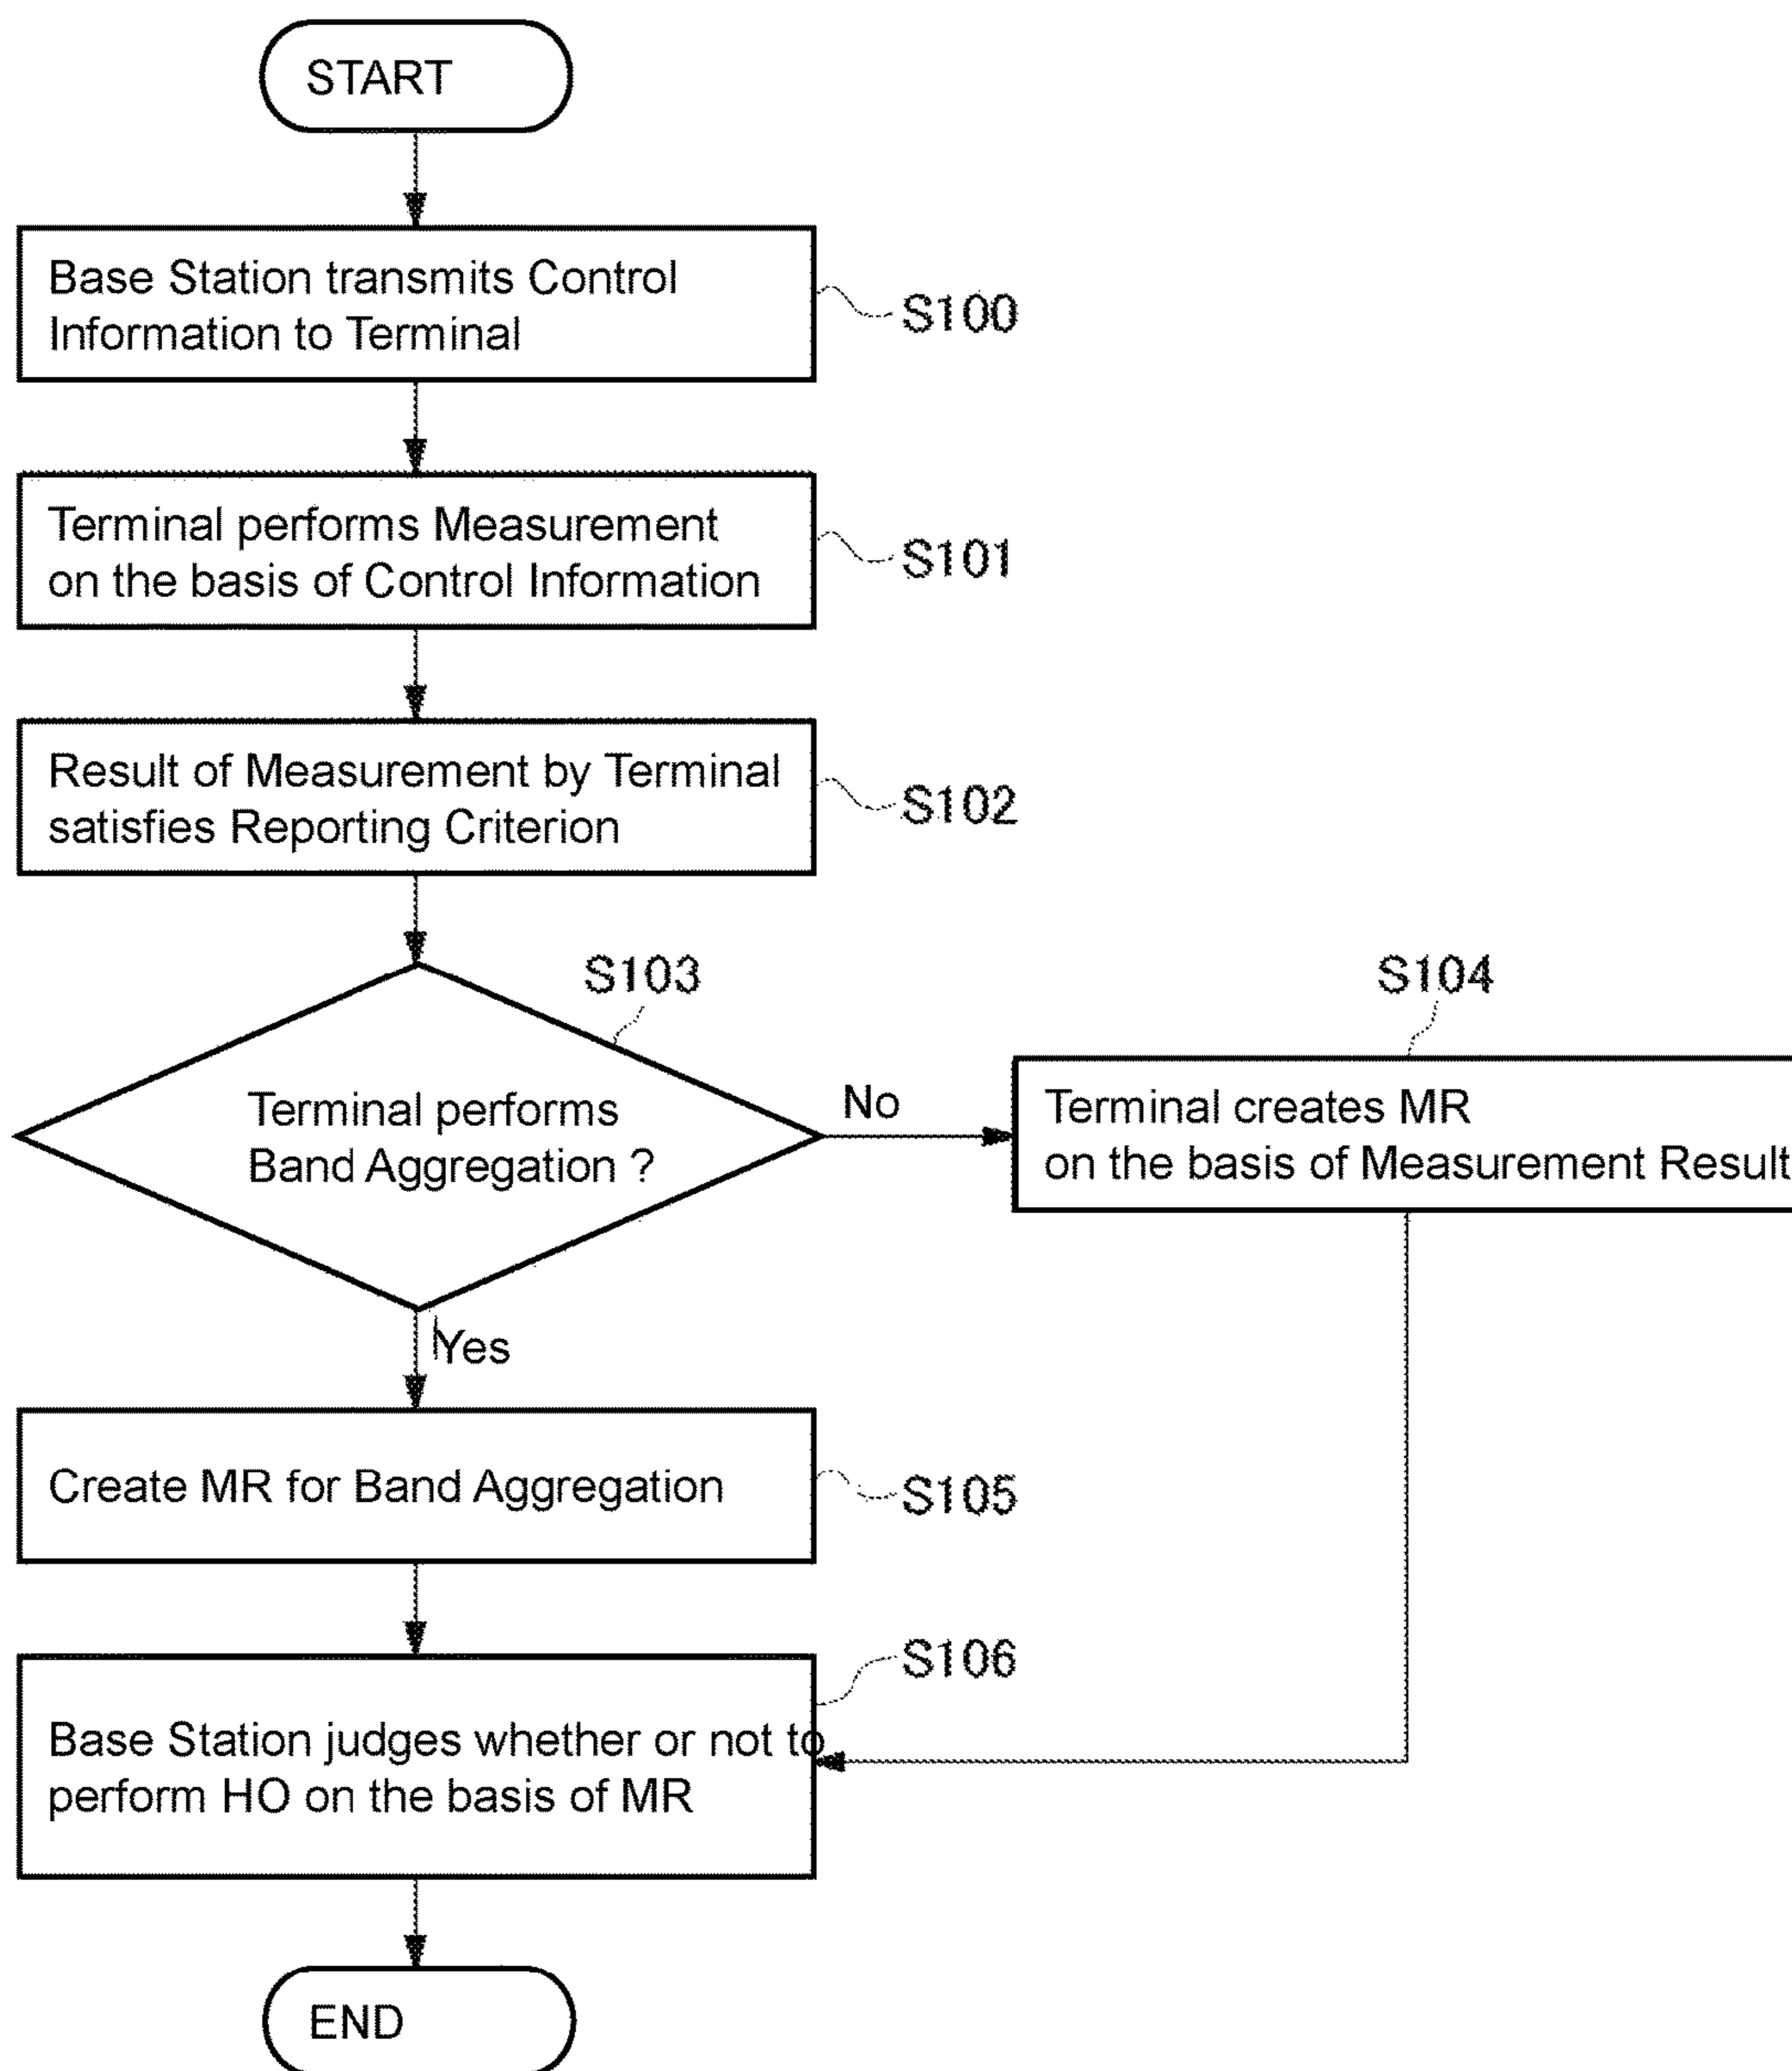 START
Base Station transmits Control
Information to Terminal
S100
Terminal performs Measurement
on the basis of Control Information
S101
Result of Measurement by Terminal
satisfies Reporting Criterion
S102
S103
Terminal performs
Band Aggregation ?
No
S104
Terminal creates MR
on the basis of Measurement Result
Yes
Create MR for Band Aggregation
S105
S106
Base Station judges whether or not to
perform HO on the basis of MR
END